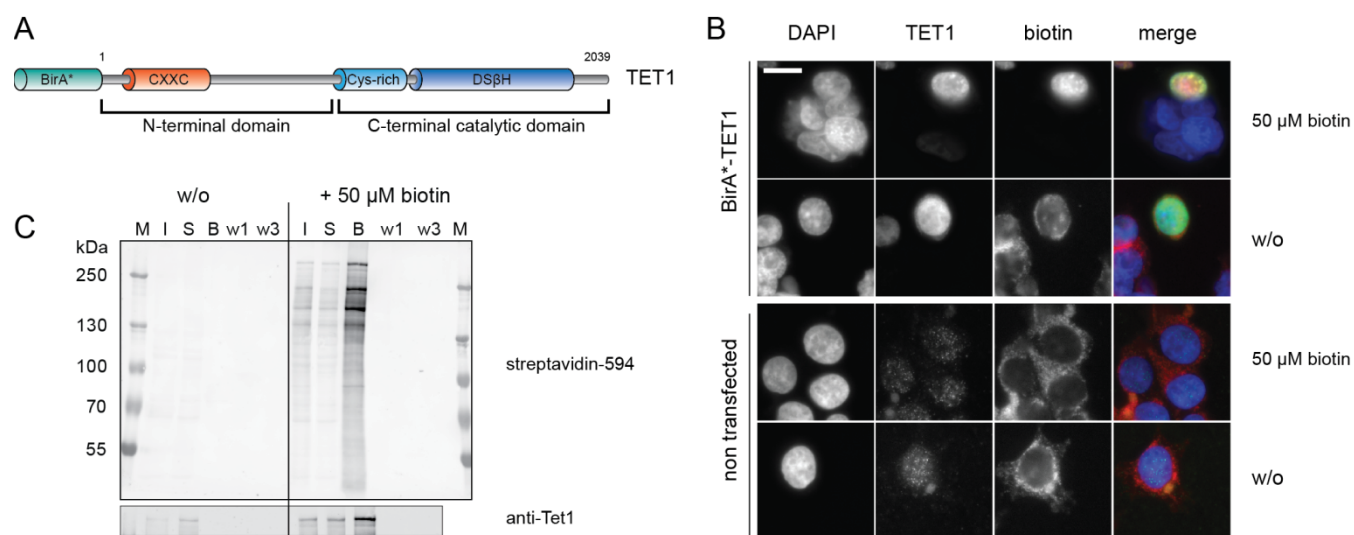 A
1
2039
BirA*
CXXC
Cys-rich
DSβH
TET1
N-terminal domain
C-terminal catalytic domain
B
DAPI
TET1
biotin
merge
BirA*-TET1
50 µM biotin
w/o
non transfected
50 µM biotin
w/o
C
w/o
+ 50 µM biotin
M I S B w1 w3 I S B w1 w3 M
kDa
250
130
100
70
55
streptavidin-594
anti-Tet1